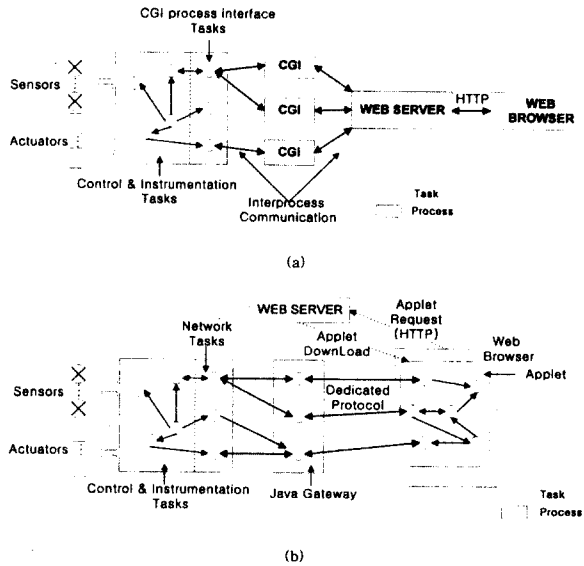 CGI process interface
Tasks
Sensors
Actuators
CGI
CGI
CGI
WEB SERVER
HTTP
WEB
BROWSER
Control & Instrumentation
Tasks
Interprocess
Communication
Task
Process
(a)
WEB SERVER
Applet
Request
(HTTP)
Network
Tasks
Applet
DownLoad
Web
Browser
Applet
Sensors
Dedicated
Protocol
Actuators
Control & Instrumentation
Tasks
Java Gateway
Task
Process
(b)